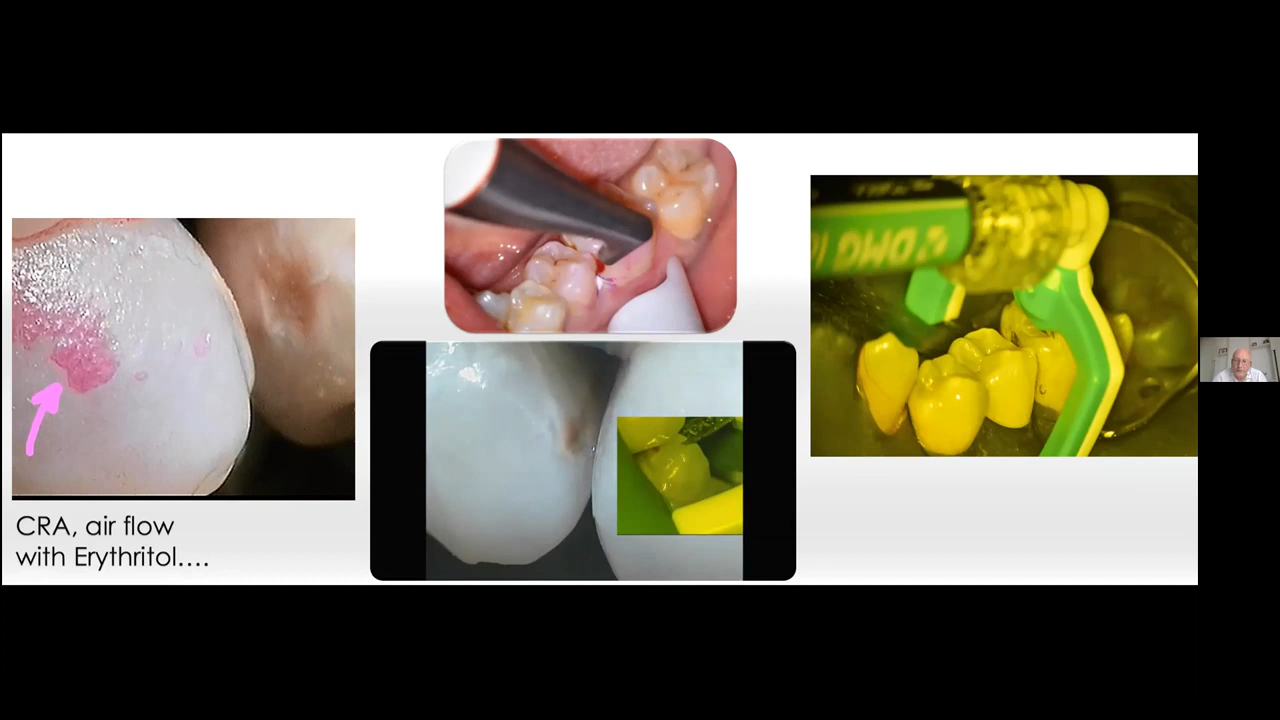 CRA, air flow
with Erythritol….
DMG